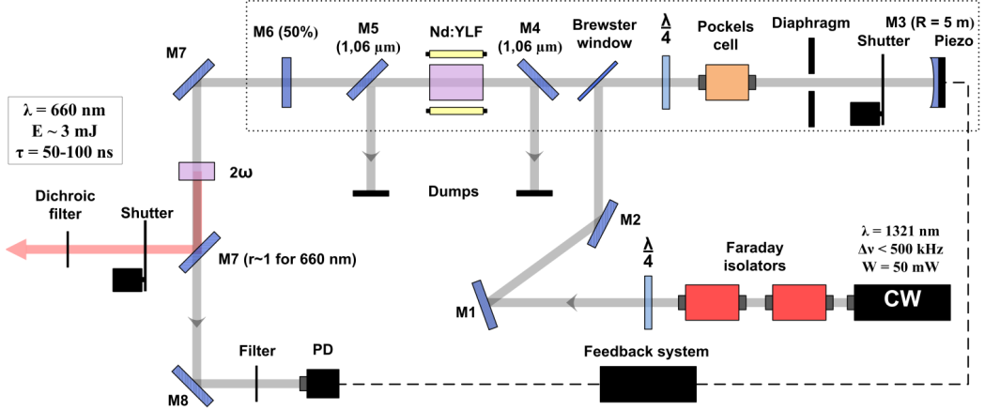 M7
M6 (50%)
M5
(1,06 μm)
Nd:YLF
M4
(1,06 μm)
Brewster
window
λ
4
Pockels
cell
Diaphragm
M3 (R = 5 m)
Shutter
Piezo
λ = 660 nm
E ~ 3 mJ
τ = 50-100 ns
2ω
Dumps
Dichroic
filter
Shutter
M7 (r~1 for 660 nm)
M2
λ
4
Faraday
isolators
λ = 1321 nm
Δν < 500 kHz
W = 50 mW
CW
M1
Filter
PD
Feedback system
M8